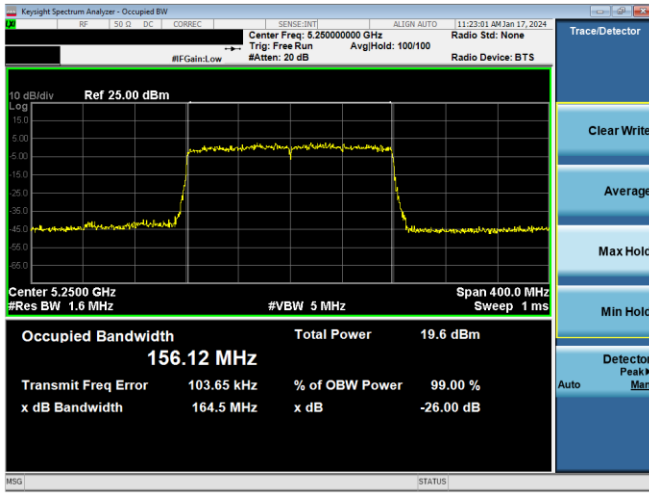 Keysight Spectrum Analyzer - Occupied BW
RF 50 Ω DC CORREC SENSE:INT ALIGN AUTO 11:23:01 AM Jan 17, 2024
Center Freq: 5.250000000 GHz Radio Std: None
Trig: Free Run Avg|Hold: 100/100
#IFGain:Low #Atten: 20 dB Radio Device: BTS
Trace/Detector
10 dB/div Ref 25.00 dBm
Log
15.0
5.00
-5.00
-15.0
-25.0
-35.0
-45.0
-55.0
-65.0
Center 5.2500 GHz Span 400.0 MHz
#Res BW 1.6 MHz #VBW 5 MHz Sweep 1 ms
Occupied Bandwidth Total Power 19.6 dBm
156.12 MHz
Transmit Freq Error 103.65 kHz % of OBW Power 99.00 %
x dB Bandwidth 164.5 MHz x dB -26.00 dB
Clear Write
Average
Max Hold
Min Hold
Detector
Peak
Auto Man
MSG STATUS